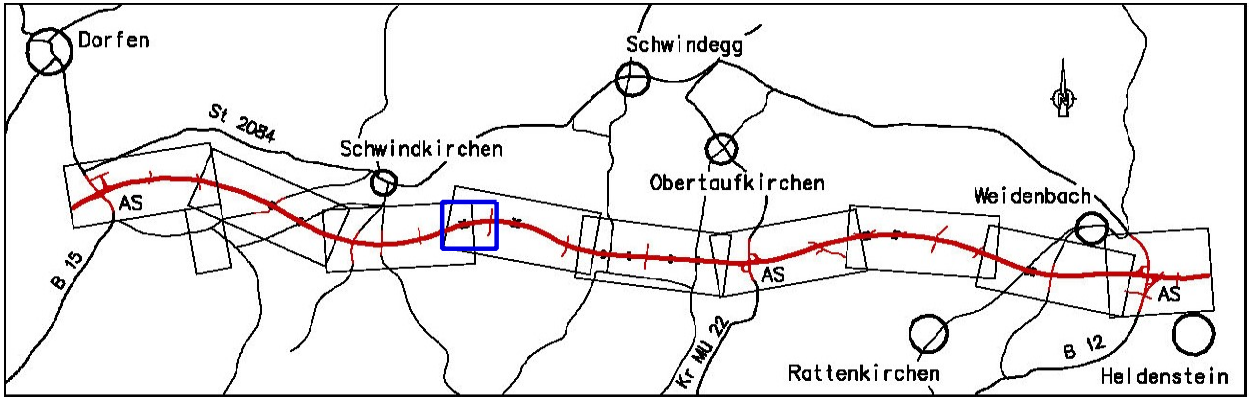 Dorfen
Schwindegg
St 2084
Schwindkirchen
Obertaufkirchen
Weidenbach
AS
AS
AS
B 15
Kr MÜ 22
B 12
Rattenkirchen
Heldenstein
N